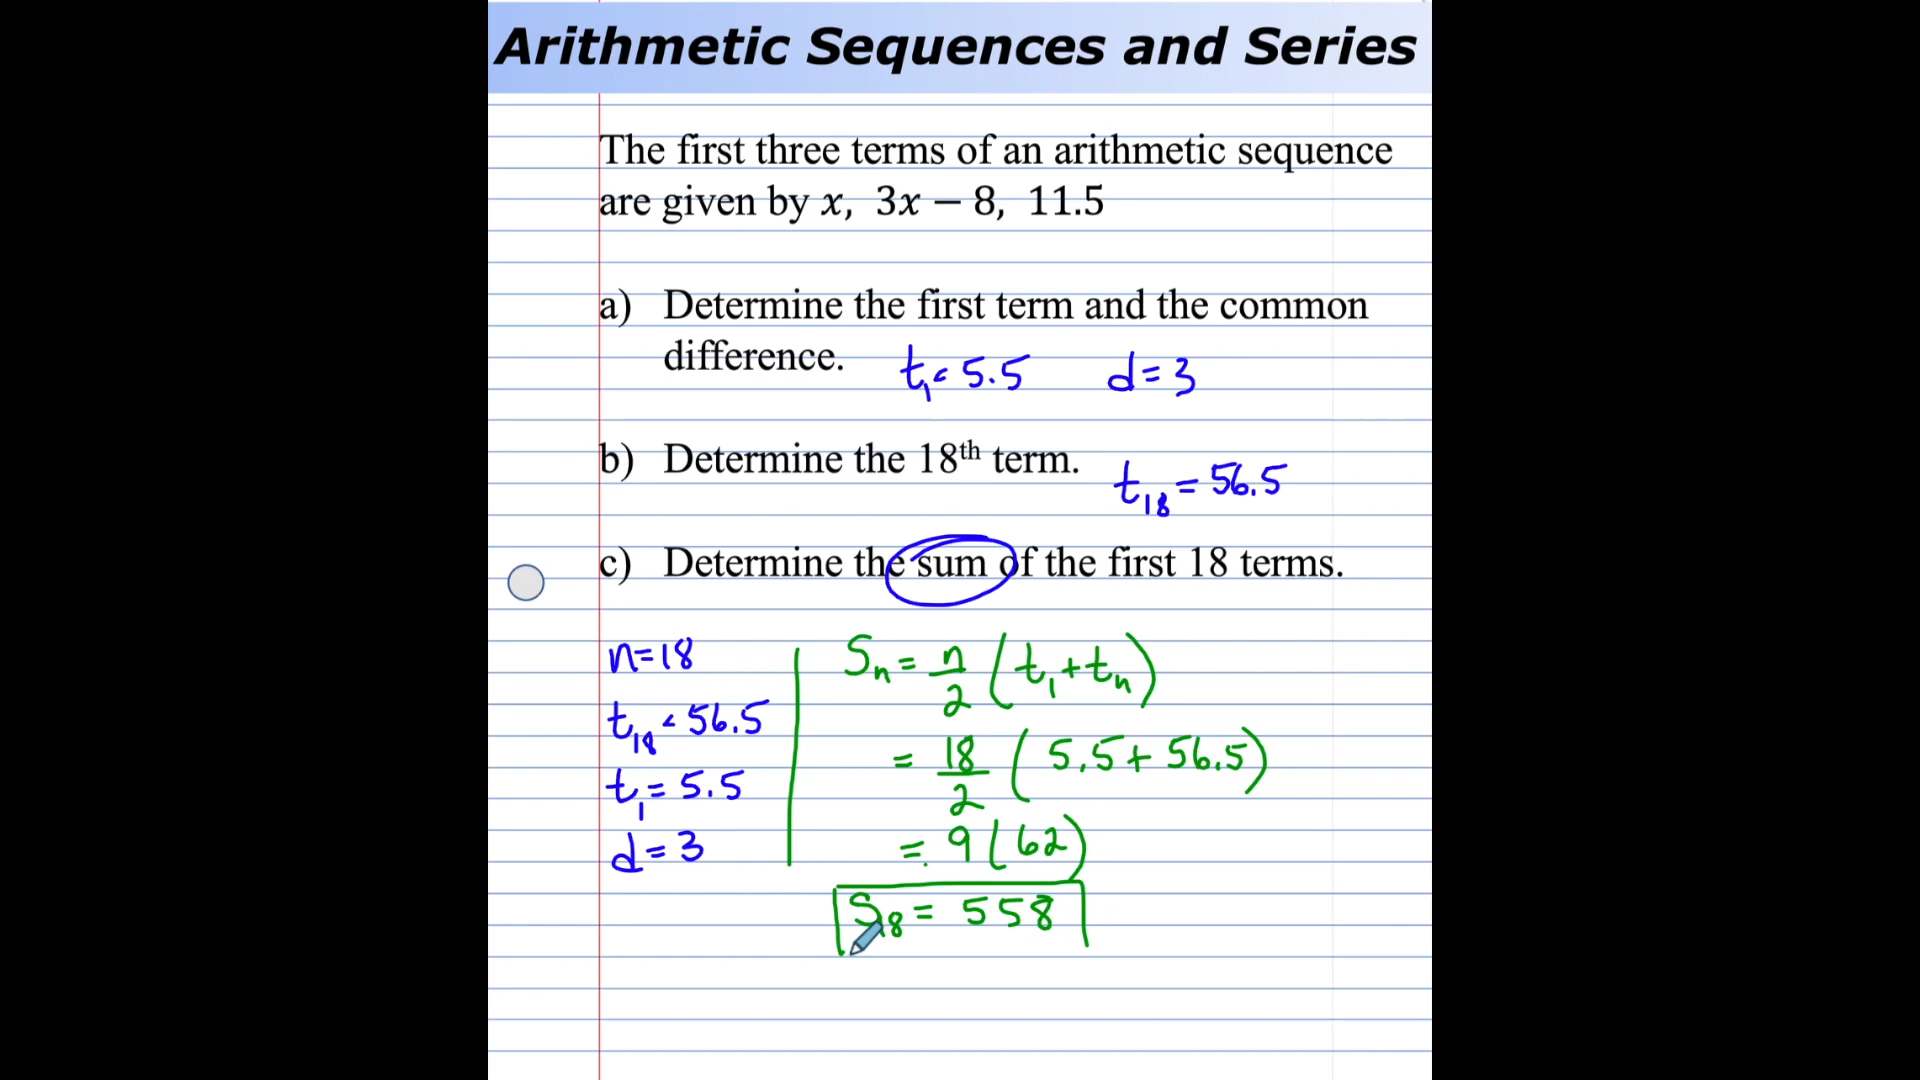 Arithmetic Sequences and Series
The first three terms of an arithmetic sequence
are given by x, 3x − 8, 11.5
a) Determine the first term and the common
difference. t₁ = 5.5 d = 3
b) Determine the 18th term. t₁₈ = 56.5
c) Determine the sum of the first 18 terms.
n=18
t₁₈ = 56.5
t₁ = 5.5
d = 3
Sₙ = n/2 (t₁ + tₙ)
= 18/2 (5.5 + 56.5)
= 9(62)
S₁₈ = 558